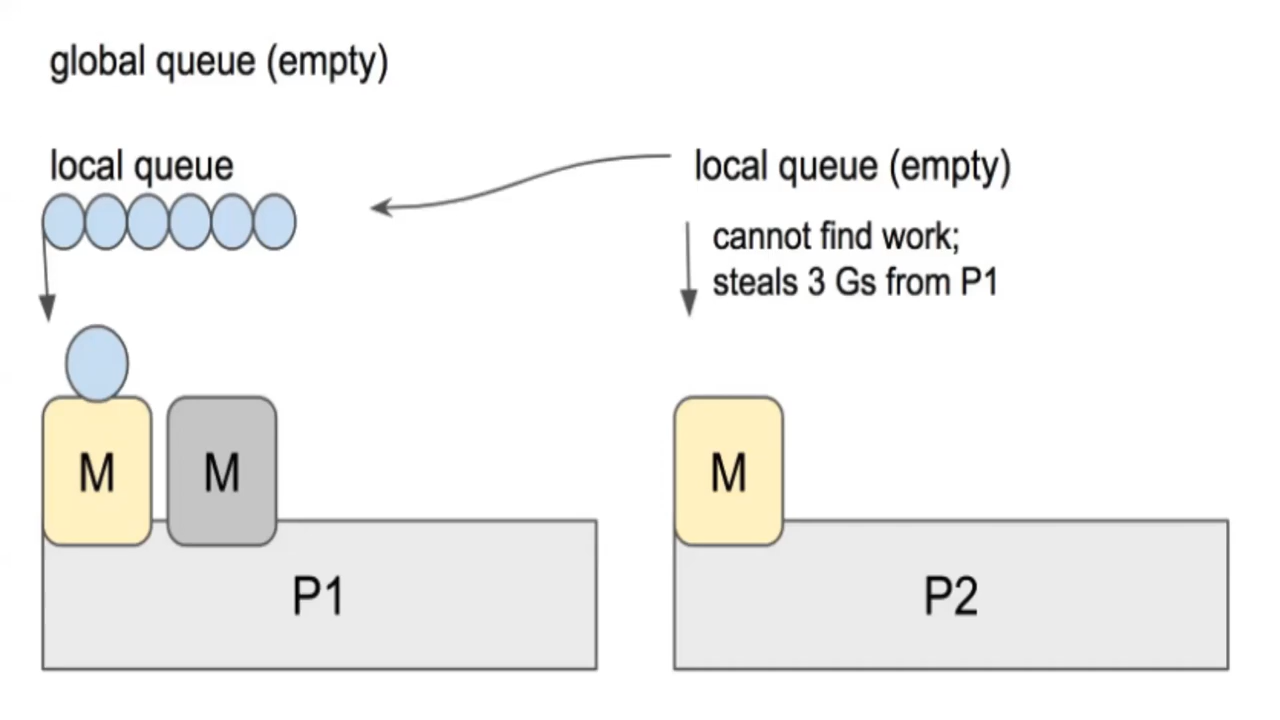 global queue (empty)
local queue
local queue (empty)
cannot find work;
steals 3 Gs from P1
M
M
M
P1
P2